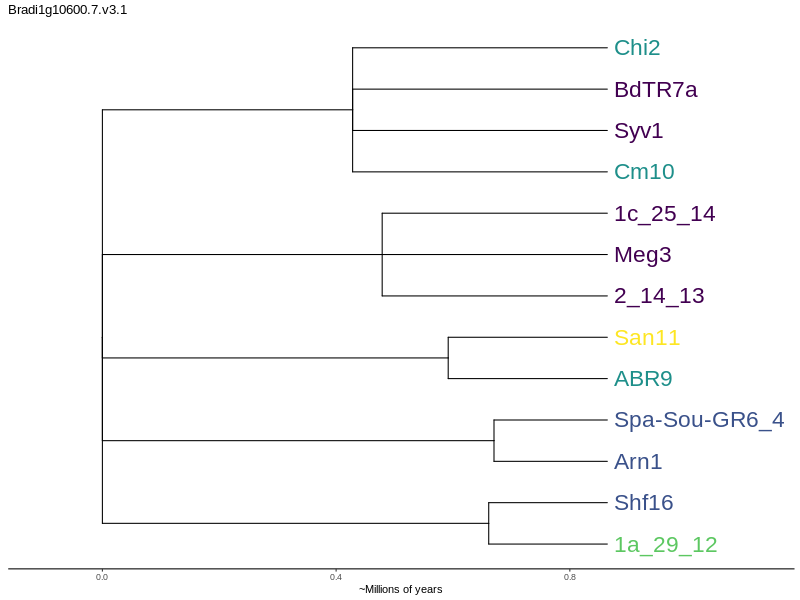 Bradi1g10600.7.v3.1
Chi2
BdTR7a
Syv1
Cm10
1c_25_14
Meg3
2_14_13
San11
ABR9
Spa-Sou-GR6_4
Arn1
Shf16
1a_29_12
0.0 0.4 0.8
~Millions of years